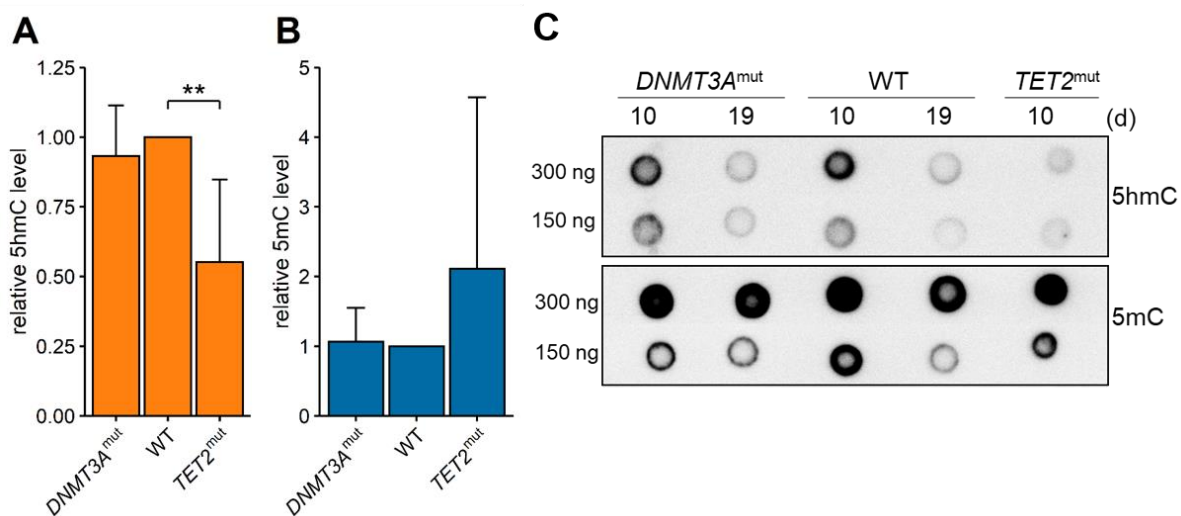 A
1.25
1.00
0.75
0.50
0.25
0.00
relative 5hmC level
**
DNMT3Aᵐᵘᵗ
WT
TET2ᵐᵘᵗ
B
5
4
3
2
1
0
relative 5mC level
DNMT3Aᵐᵘᵗ
WT
TET2ᵐᵘᵗ
C
DNMT3Aᵐᵘᵗ WT TET2ᵐᵘᵗ
10 19 10 19 10 (d)
300 ng
150 ng
5hmC
300 ng
150 ng
5mC